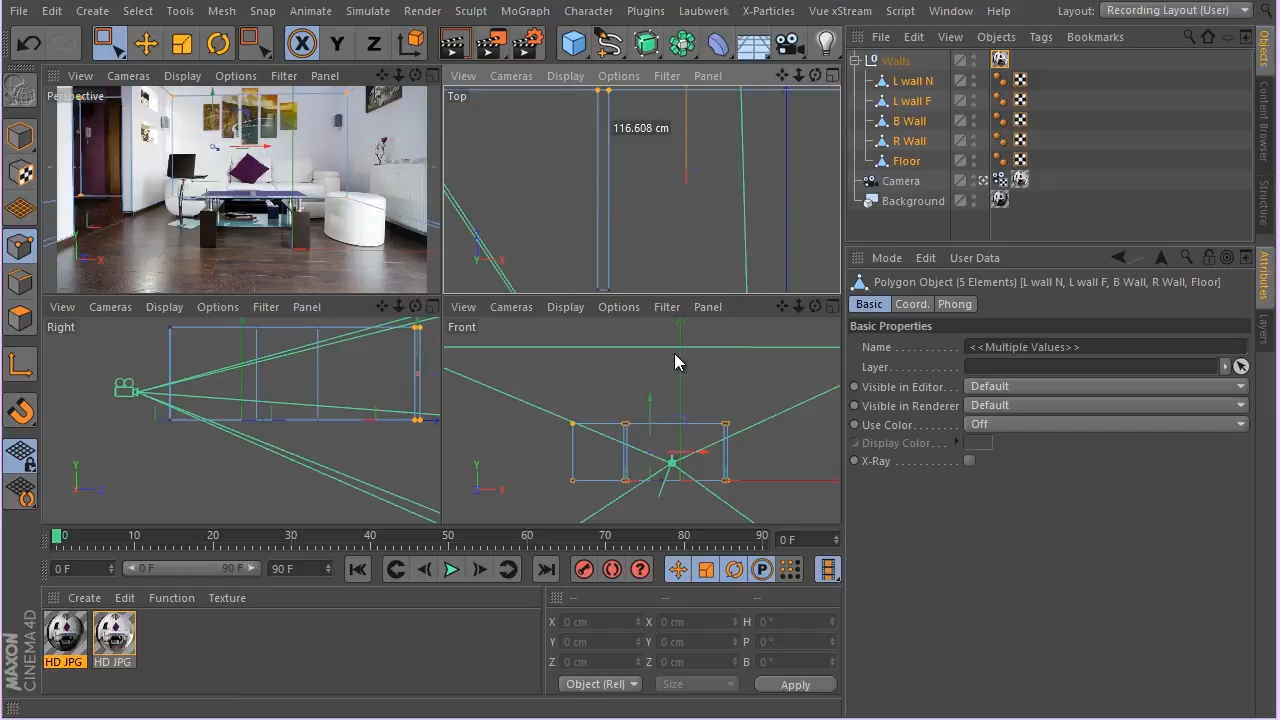 File Edit Create Select Tools Mesh Snap Animate Simulate Render Sculpt MoGraph Character Plugins Laubwerk X-Particles Vue xStream Script Window Help Layout: Recording Layout (User)
X Y Z
File Edit View Objects Tags Bookmarks
View Cameras Display Options Filter Panel
View Cameras Display Options Filter Panel
Perspective
Top
116.608 cm
Walls
L wall N
L wall F
B Wall
R Wall
Floor
Camera
Background
Objects
Content Browser
Structure
Mode Edit User Data
Polygon Object (5 Elements) [L wall N, L wall F, B Wall, R Wall, Floor]
Basic Coord. Phong
Basic Properties
Name <<Multiple Values>>
Layer
Visible in Editor Default
Visible in Renderer Default
Use Color Off
Display Color
X-Ray
Attributes
Layers
View Cameras Display Options Filter Panel
View Cameras Display Options Filter Panel
Right
Front
Y
X
Y
Z
Y
X
Y
X
0 10 20 30 40 50 60 70 80 90 0 F
0 F 0 F 90 F 90 F
P
Create Edit Function Texture
HD JPG HD JPG
-- -- --
X 0 cm X 0 cm H 0 °
Y 0 cm Y 0 cm P 0 °
Z 0 cm Z 0 cm B 0 °
Object (Rel) Size Apply
MAXON
CINEMA 4D